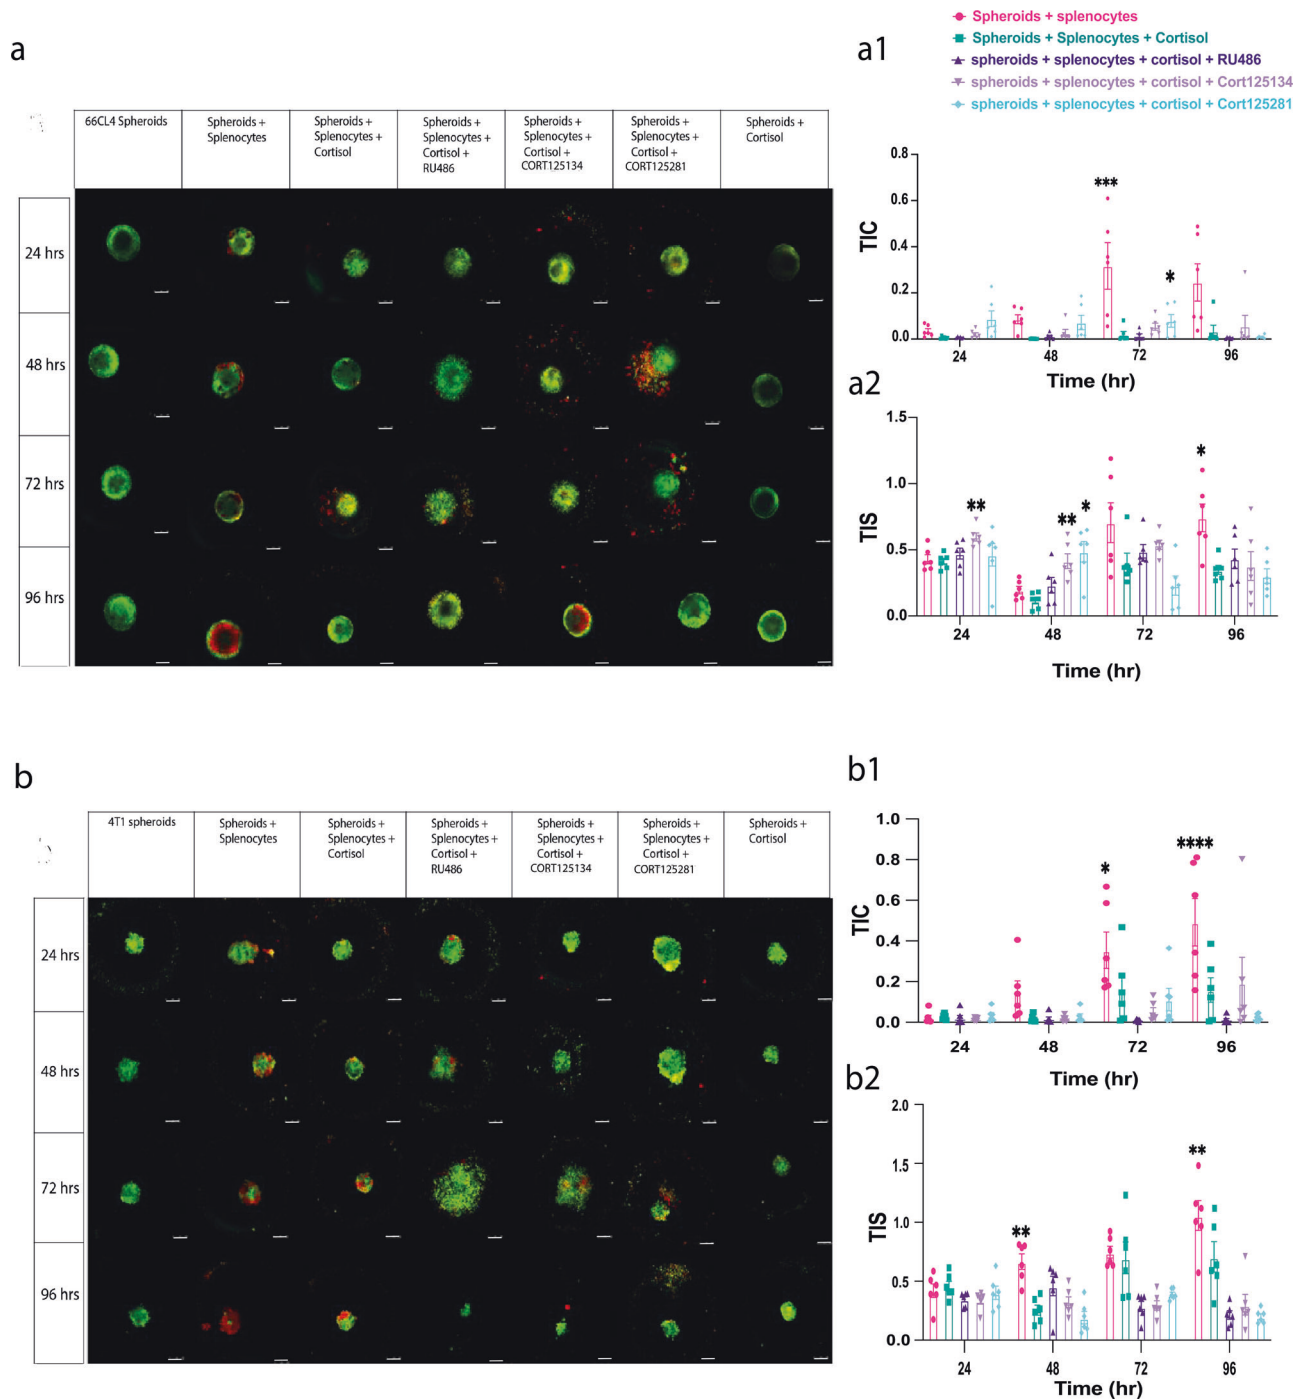 a
66CL4 Spheroids
Spheroids +
Splenocytes
Spheroids +
Splenocytes +
Cortisol
Spheroids +
Splenocytes +
Cortisol +
RU486
Spheroids +
Splenocytes +
Cortisol +
CORT125134
Spheroids +
Splenocytes +
Cortisol +
CORT125281
Spheroids +
Cortisol
24 hrs
48 hrs
72 hrs
96 hrs
Spheroids + splenocytes
Spheroids + Splenocytes + Cortisol
spheroids + splenocytes + cortisol + RU486
spheroids + splenocytes + cortisol + Cort125134
spheroids + splenocytes + cortisol + Cort125281
a1
TIC
0.8
0.6
0.4
0.2
0.0
***
*
24 48 72 96
Time (hr)
a2
TIS
1.5
1.0
0.5
0.0
**
**
*
*
24 48 72 96
Time (hr)
b
4T1 spheroids
Spheroids +
Splenocytes
Spheroids +
Splenocytes +
Cortisol
Spheroids +
Splenocytes +
Cortisol +
RU486
Spheroids +
Splenocytes +
Cortisol +
CORT125134
Spheroids +
Splenocytes +
Cortisol +
CORT125281
Spheroids +
Cortisol
24 hrs
48 hrs
72 hrs
96 hrs
b1
TIC
1.0
0.8
0.6
0.4
0.2
0.0
*
****
24 48 72 96
Time (hr)
b2
TIS
2.0
1.5
1.0
0.5
0.0
**
**
24 48 72 96
Time (hr)